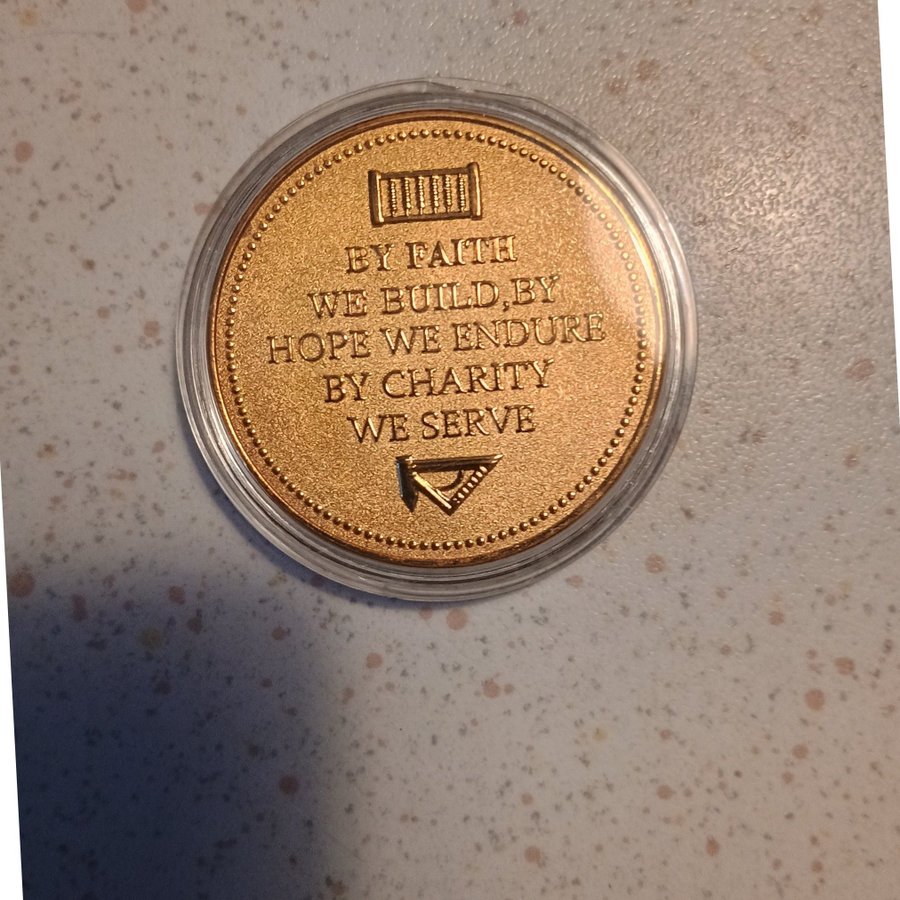 BY FAITH
WE BUILD,BY
HOPE WE ENDURE
BY CHARITY
WE SERVE